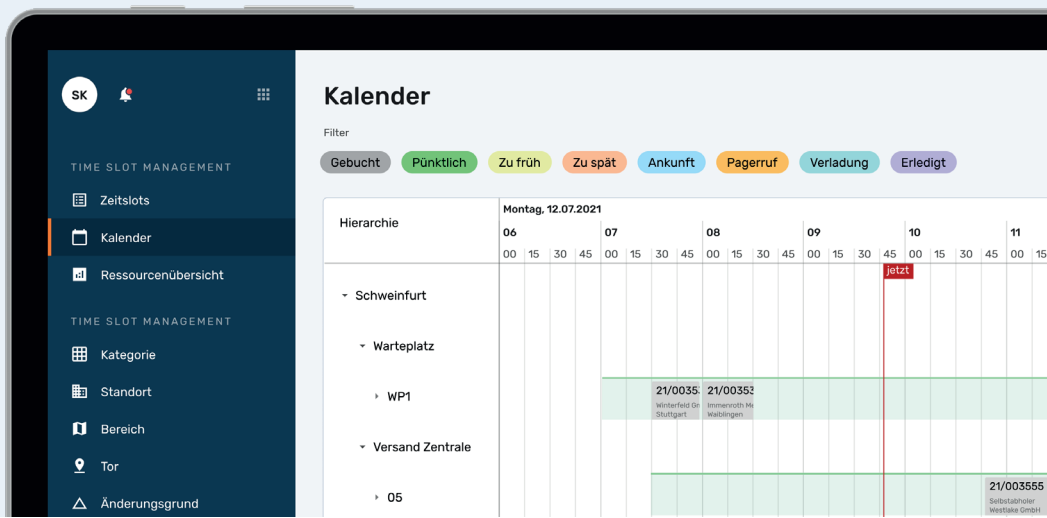 SK
TIME SLOT MANAGEMENT
Zeitslots
Kalender
Ressourcenübersicht
TIME SLOT MANAGEMENT
Kategorie
Standort
Bereich
Tor
Änderungsgrund
Kalender
Filter
Gebucht Pünktlich Zu früh Zu spät Ankunft Pagerruf Verladung Erledigt
Hierarchie
Montag, 12.07.2021
06 07 08 09 10 11
00 15 30 45 00 15 30 45 00 15 30 45 00 15 30 45 00 15 30 45 00 15
jetzt
Schweinfurt
Warteplatz
WP1
21/0035 21/00353
Winterfeld Immenroth
Stuttgart Waiblingen
Versand Zentrale
05
21/003555
Selbstabholer
Westlake GmbH